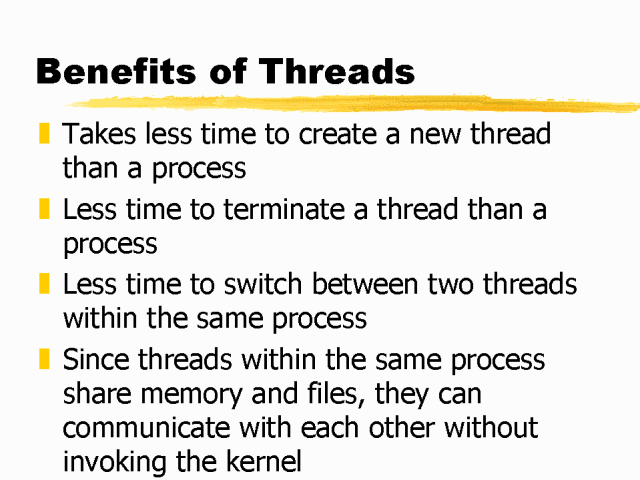 Benefits of Threads
Takes less time to create a new thread
than a process
Less time to terminate a thread than a
process
Less time to switch between two threads
within the same process
Since threads within the same process
share memory and files, they can
communicate with each other without
invoking the kernel